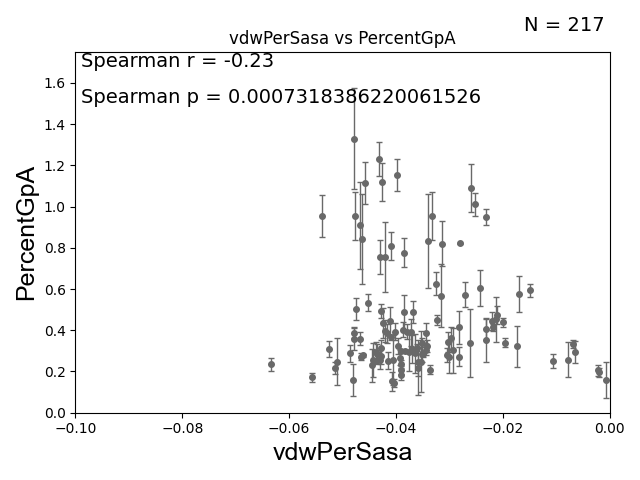 N = 217
vdwPerSasa vs PercentGpA
Spearman r = -0.23
Spearman p = 0.0007318386220061526
1.6
1.4
1.2
1.0
0.8
0.6
0.4
0.2
0.0
PercentGpA
−0.10 −0.08 −0.06 −0.04 −0.02 0.00
vdwPerSasa